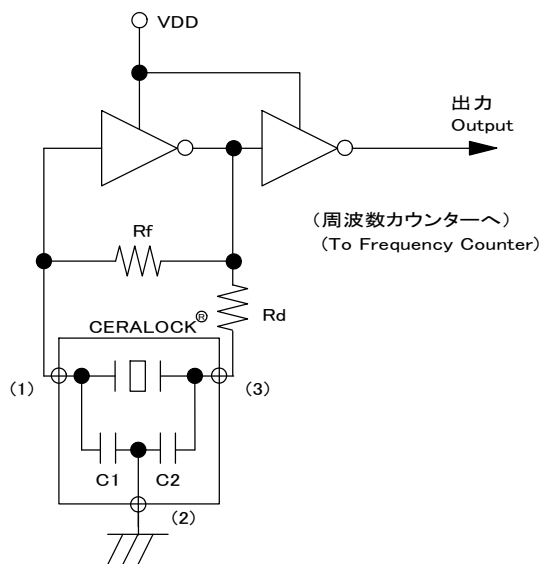 VDD
出力
Output
(周波数カウンターへ)
(To Frequency Counter)
Rf
Rd
CERALOCK®
(1)
(3)
C1
C2
(2)